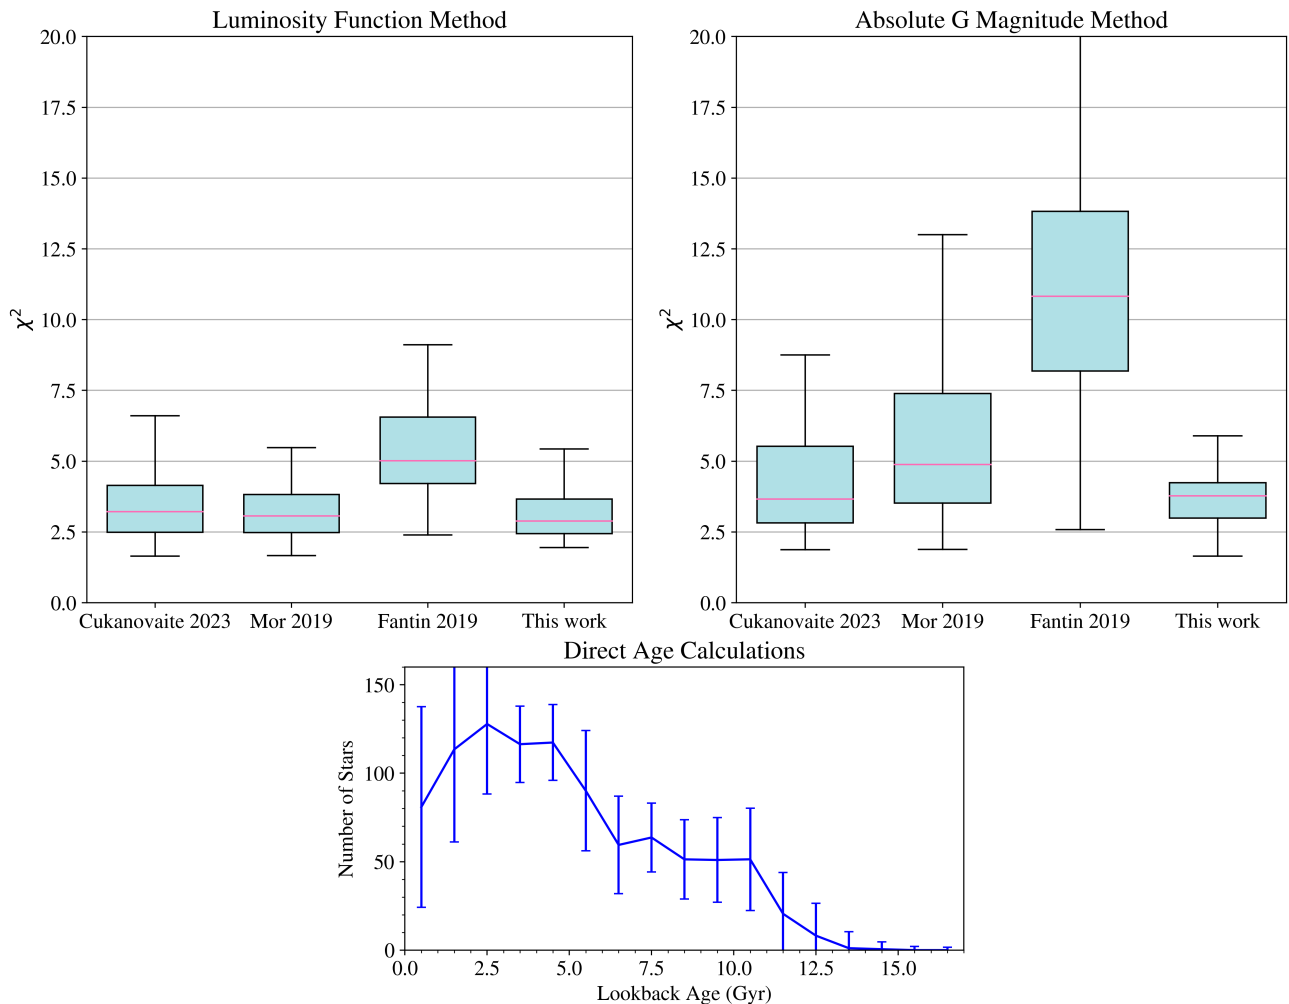 Luminosity Function Method
20.0
17.5
15.0
12.5
10.0
7.5
5.0
2.5
0.0
χ²
Cukanovaite 2023 Mor 2019 Fantin 2019 This work
Absolute G Magnitude Method
20.0
17.5
15.0
12.5
10.0
7.5
5.0
2.5
0.0
χ²
Cukanovaite 2023 Mor 2019 Fantin 2019 This work
Direct Age Calculations
150
100
50
0
Number of Stars
0.0 2.5 5.0 7.5 10.0 12.5 15.0
Lookback Age (Gyr)